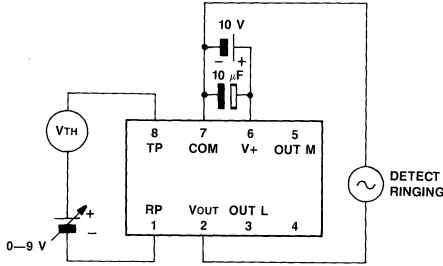 10 V
− +
10 µF
VTH
8 7 6 5
TP COM V+ OUT M
DETECT
RINGING
+
−
0—9 V
RP VOUT OUT L
1 2 3 4